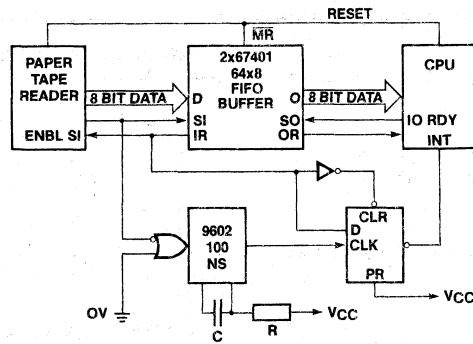 RESET
MR
PAPER
TAPE
READER
ENBL SI
8 BIT DATA
2x67401
64x8
FIFO
BUFFER
D
SI
IR
O
SO
OR
8 BIT DATA
CPU
IO RDY
INT
9602
100
NS
CLR
D
CLK
PR
OV
C
R
VCC
VCC